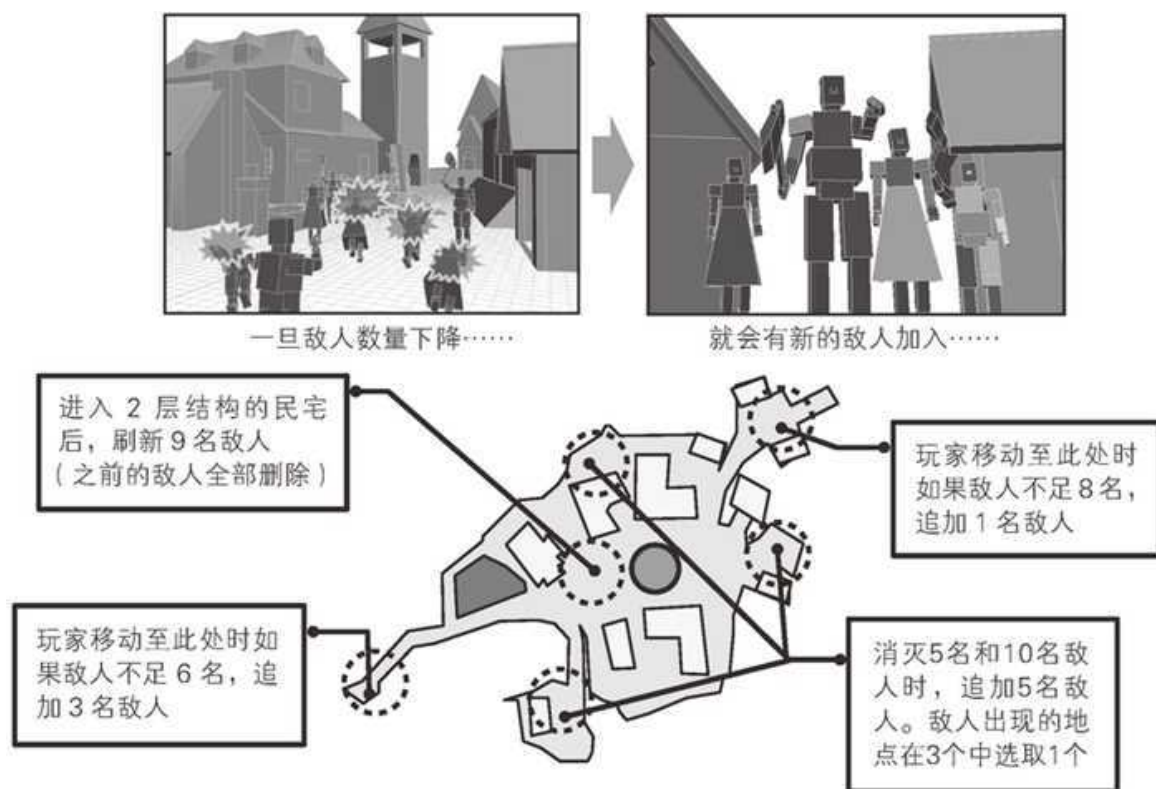 一旦敌人数量下降……
就会有新的敌人加入……
进入 2 层结构的民宅
后，刷新 9 名敌人
（之前的敌人全部删除）
玩家移动至此处时
如果敌人不足 8 名，
追加 1 名敌人
玩家移动至此处时如
果敌人不足 6 名，追
加 3 名敌人
消灭5名和10名敌
人时，追加5名敌
人。敌人出现的地
点在3个中选取1个